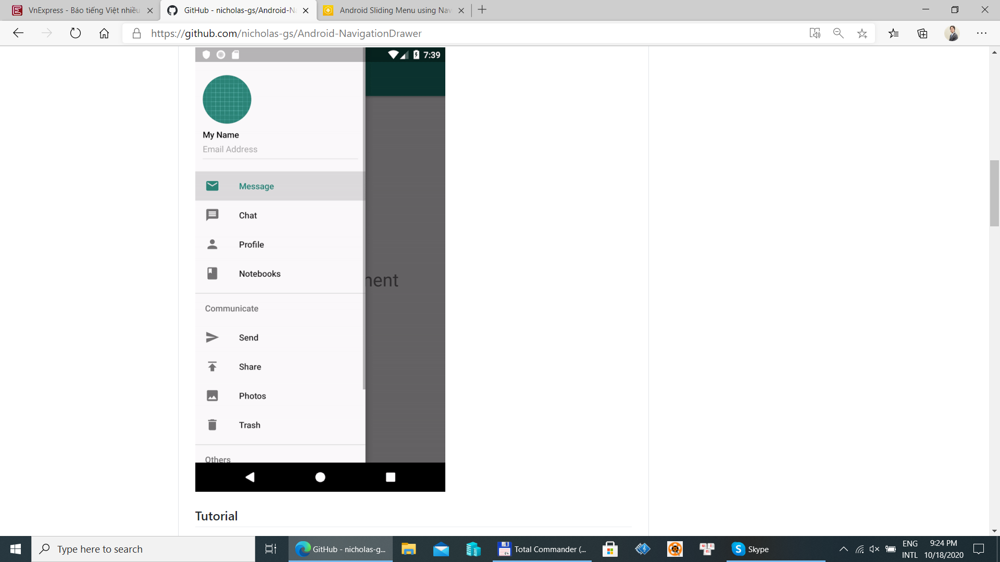 VnExpress - Báo tiếng Việt nhiều
GitHub - nicholas-gs/Android-Na
Android Sliding Menu using Nav
https://github.com/nicholas-gs/Android-NavigationDrawer
7:39
My Name
Email Address
Message
Chat
Profile
Notebooks
nent
Communicate
Send
Share
Photos
Trash
Others
Tutorial
Type here to search
GitHub - nicholas-g...
Total Commander (...
Skype
ENG
INTL
9:24 PM
10/18/2020